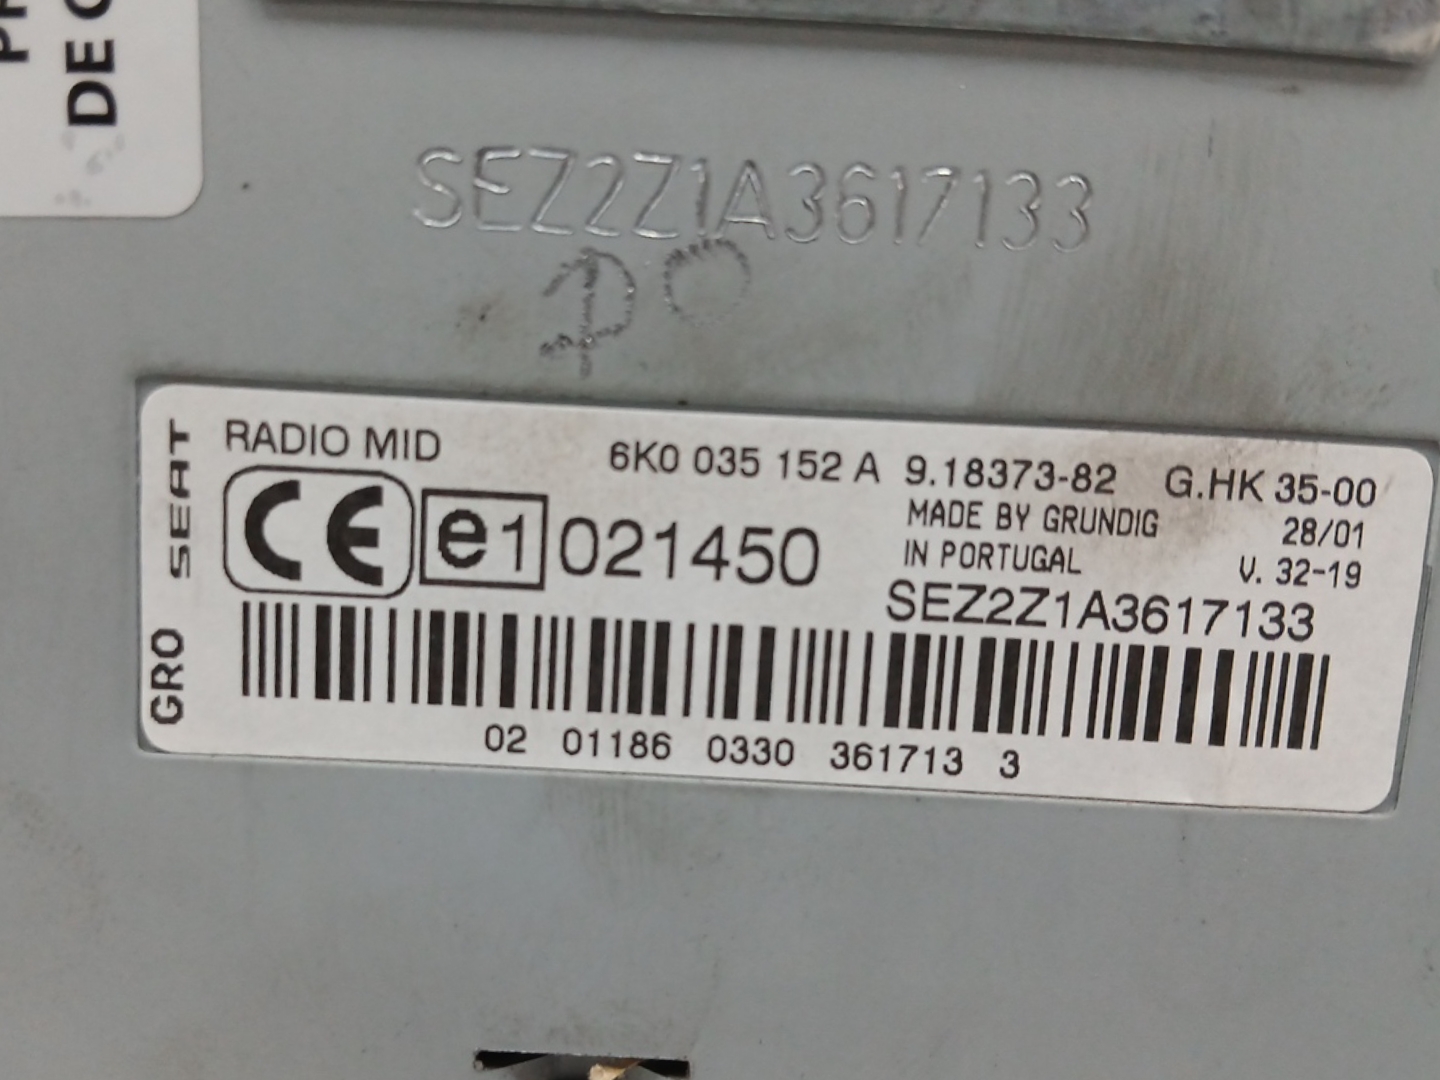 DE
SEZ2Z1A3617133
RADIO MID 6K0 035 152 A 9.18373-82 G.HK 35-00
SEAT
GRO
CE e1 021450
MADE BY GRUNDIG 28/01
IN PORTUGAL V. 32-19
SEZ2Z1A3617133
02 01186 0330 361713 3